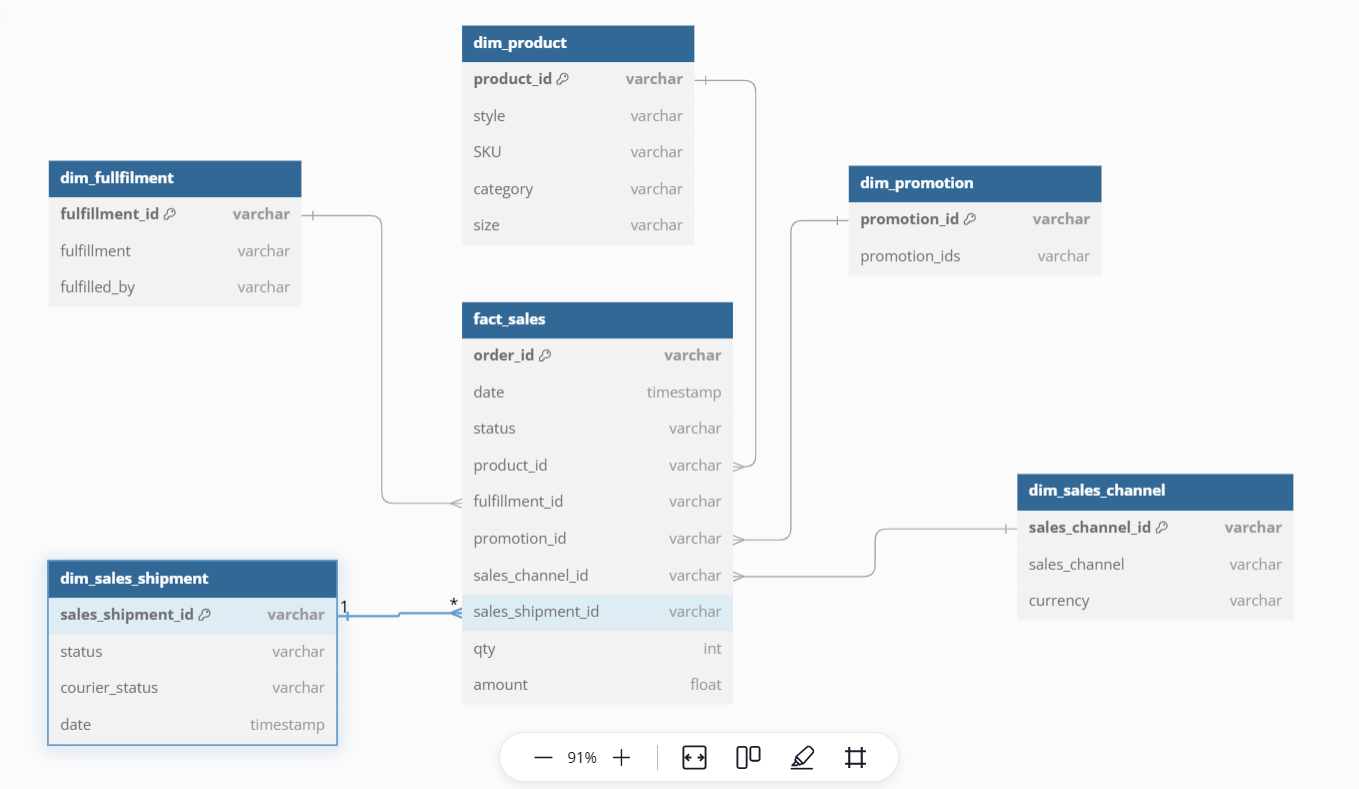 dim_product
product_id varchar
style varchar
SKU varchar
category varchar
size varchar
dim_fullfilment
fulfillment_id varchar
fulfillment varchar
fulfilled_by varchar
dim_promotion
promotion_id varchar
promotion_ids varchar
fact_sales
order_id varchar
date timestamp
status varchar
product_id varchar
fulfillment_id varchar
promotion_id varchar
sales_channel_id varchar
sales_shipment_id varchar
qty int
amount float
dim_sales_channel
sales_channel_id varchar
sales_channel varchar
currency varchar
dim_sales_shipment
sales_shipment_id varchar
status varchar
courier_status varchar
date timestamp
1
*
91%